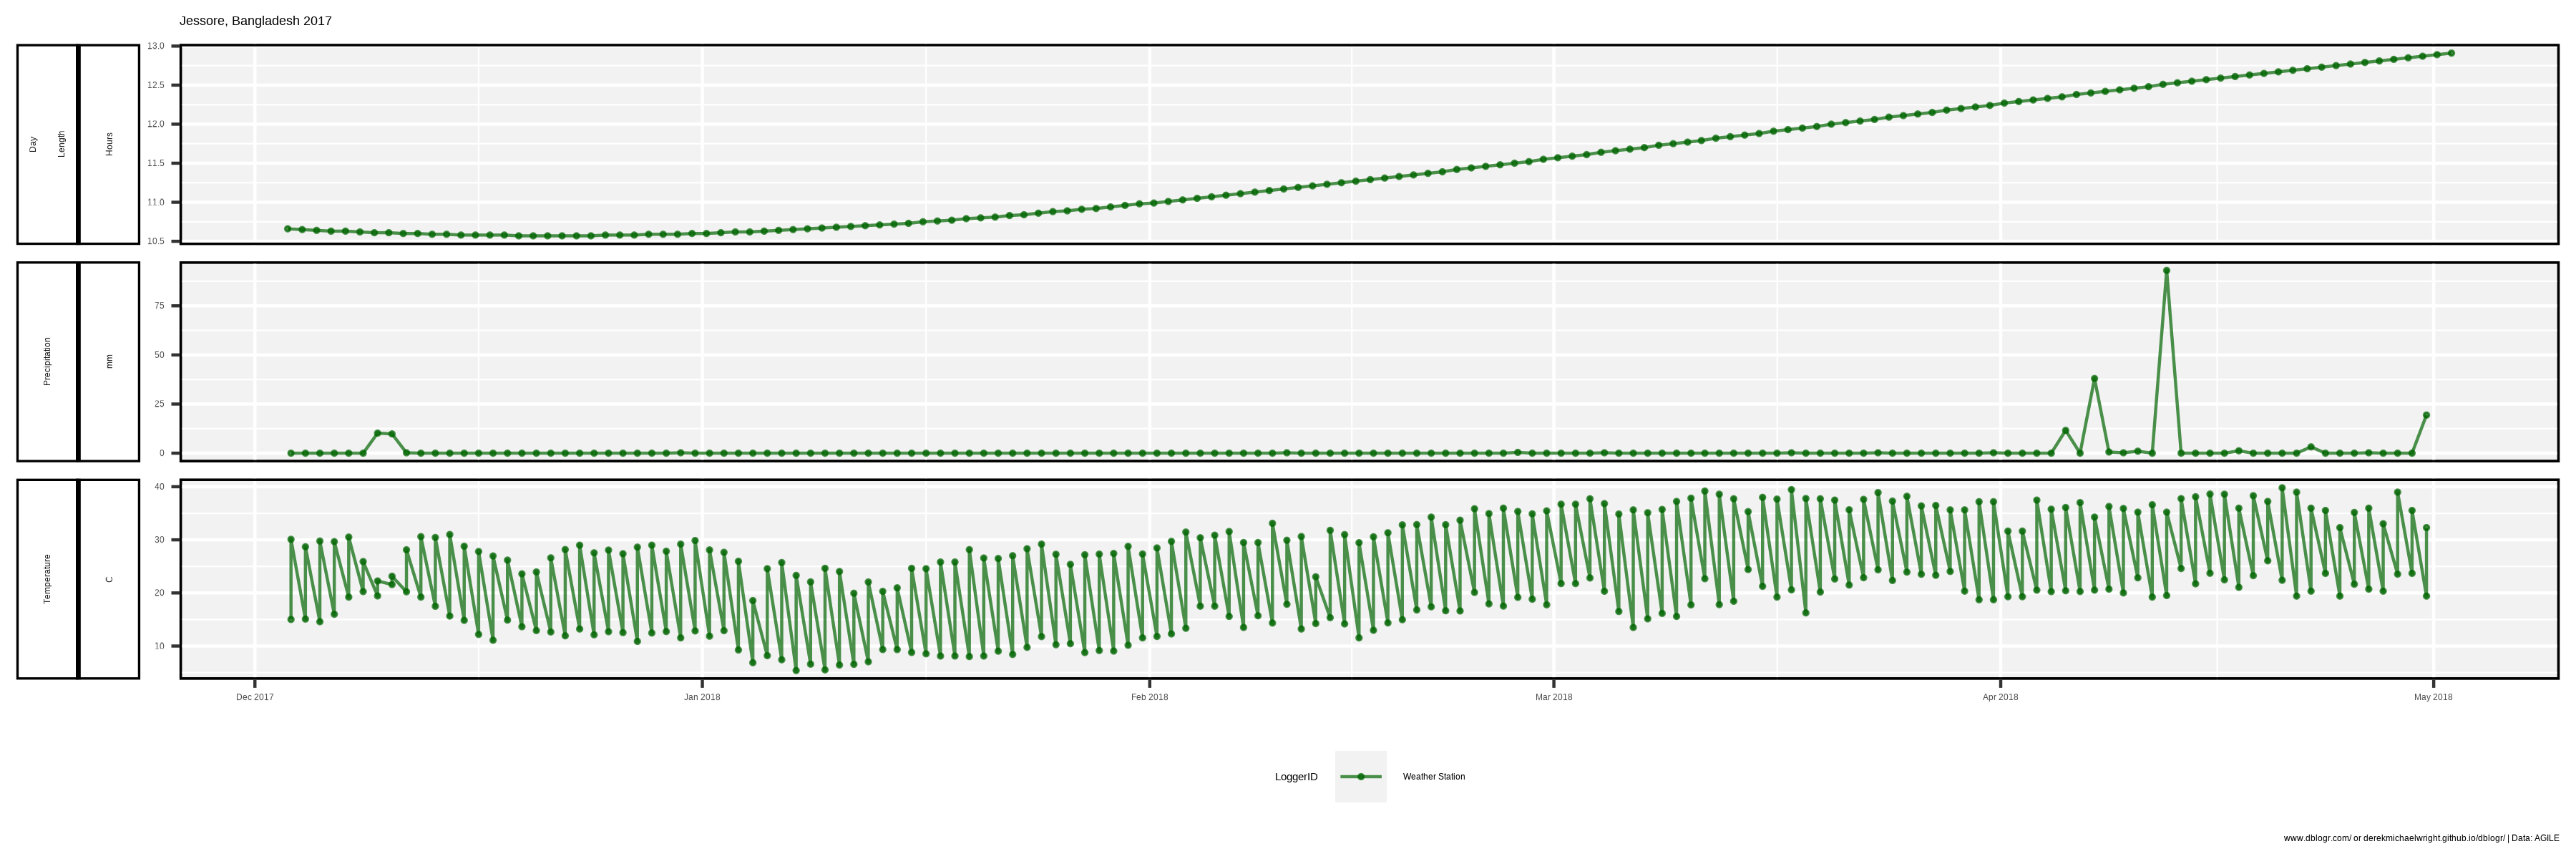 Jessore, Bangladesh 2017
Day
Length
Hours
13.0
12.5
12.0
11.5
11.0
10.5
Precipitation
mm
75
50
25
0
Temperature
C
40
30
20
10
Dec 2017
Jan 2018
Feb 2018
Mar 2018
Apr 2018
May 2018
LoggerID
Weather Station
www.dblogr.com/ or derekmichaelwright.github.io/dblogr/ | Data: AGILE